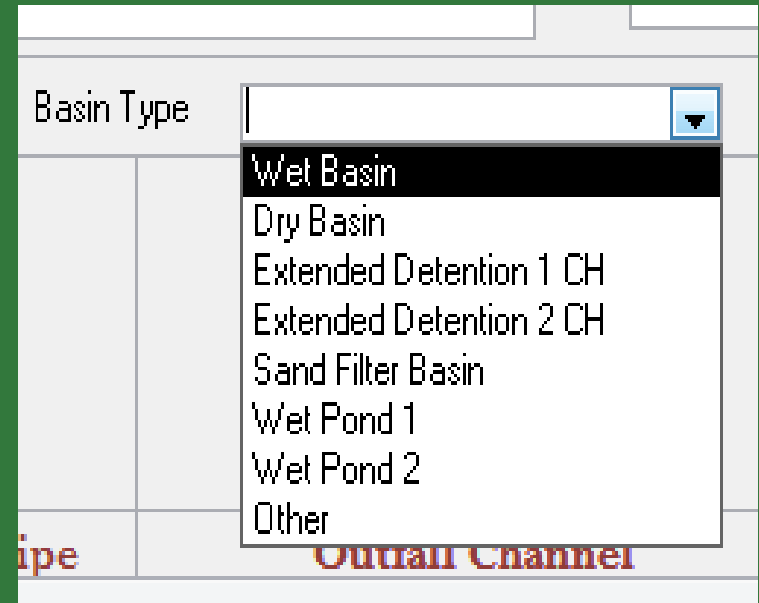 Basin Type
Wet Basin
Dry Basin
Extended Detention 1 CH
Extended Detention 2 CH
Sand Filter Basin
Wet Pond 1
Wet Pond 2
Other
ipe Outfall Channel